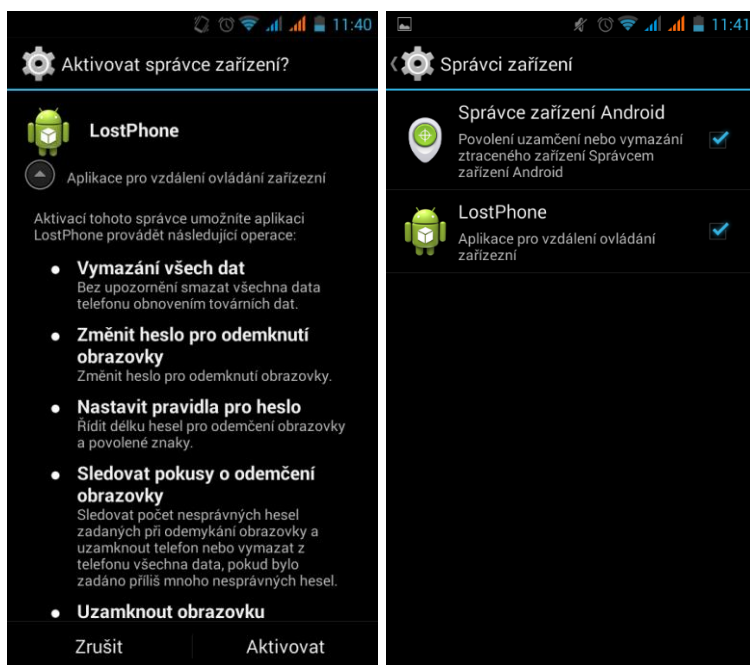 11:40
Aktivovat správce zařízení?
LostPhone
Aplikace pro vzdálení ovládání zařízezní
Aktivací tohoto správce umožníte aplikaci
LostPhone provádět následující operace:
• Vymazání všech dat
Bez upozornění smazat všechna data
telefonu obnovením továrních dat.
• Změnit heslo pro odemknutí
obrazovky
Změnit heslo pro odemknutí obrazovky.
• Nastavit pravidla pro heslo
Řídit délku hesel pro odemčení obrazovky
a povolené znaky.
• Sledovat pokusy o odemčení
obrazovky
Sledovat počet nesprávných hesel
zadaných při odemykání obrazovky a
uzamknout telefon nebo vymazat z
telefonu všechna data, pokud bylo
zadáno příliš mnoho nesprávných hesel.
• Uzamknout obrazovku
Zrušit Aktivovat
11:41
Správci zařízení
Správce zařízení Android
Povolení uzamčení nebo vymazání
ztraceného zařízení Správcem
zařízení Android
LostPhone
Aplikace pro vzdálení ovládání
zařízezní